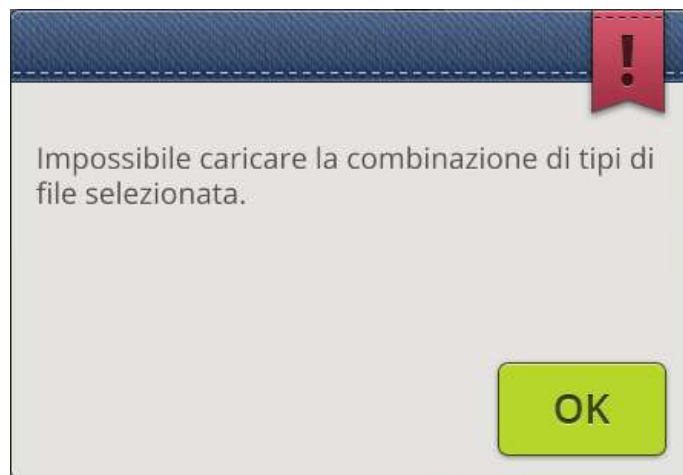 !
Impossibile caricare la combinazione di tipi di
file selezionata.
OK